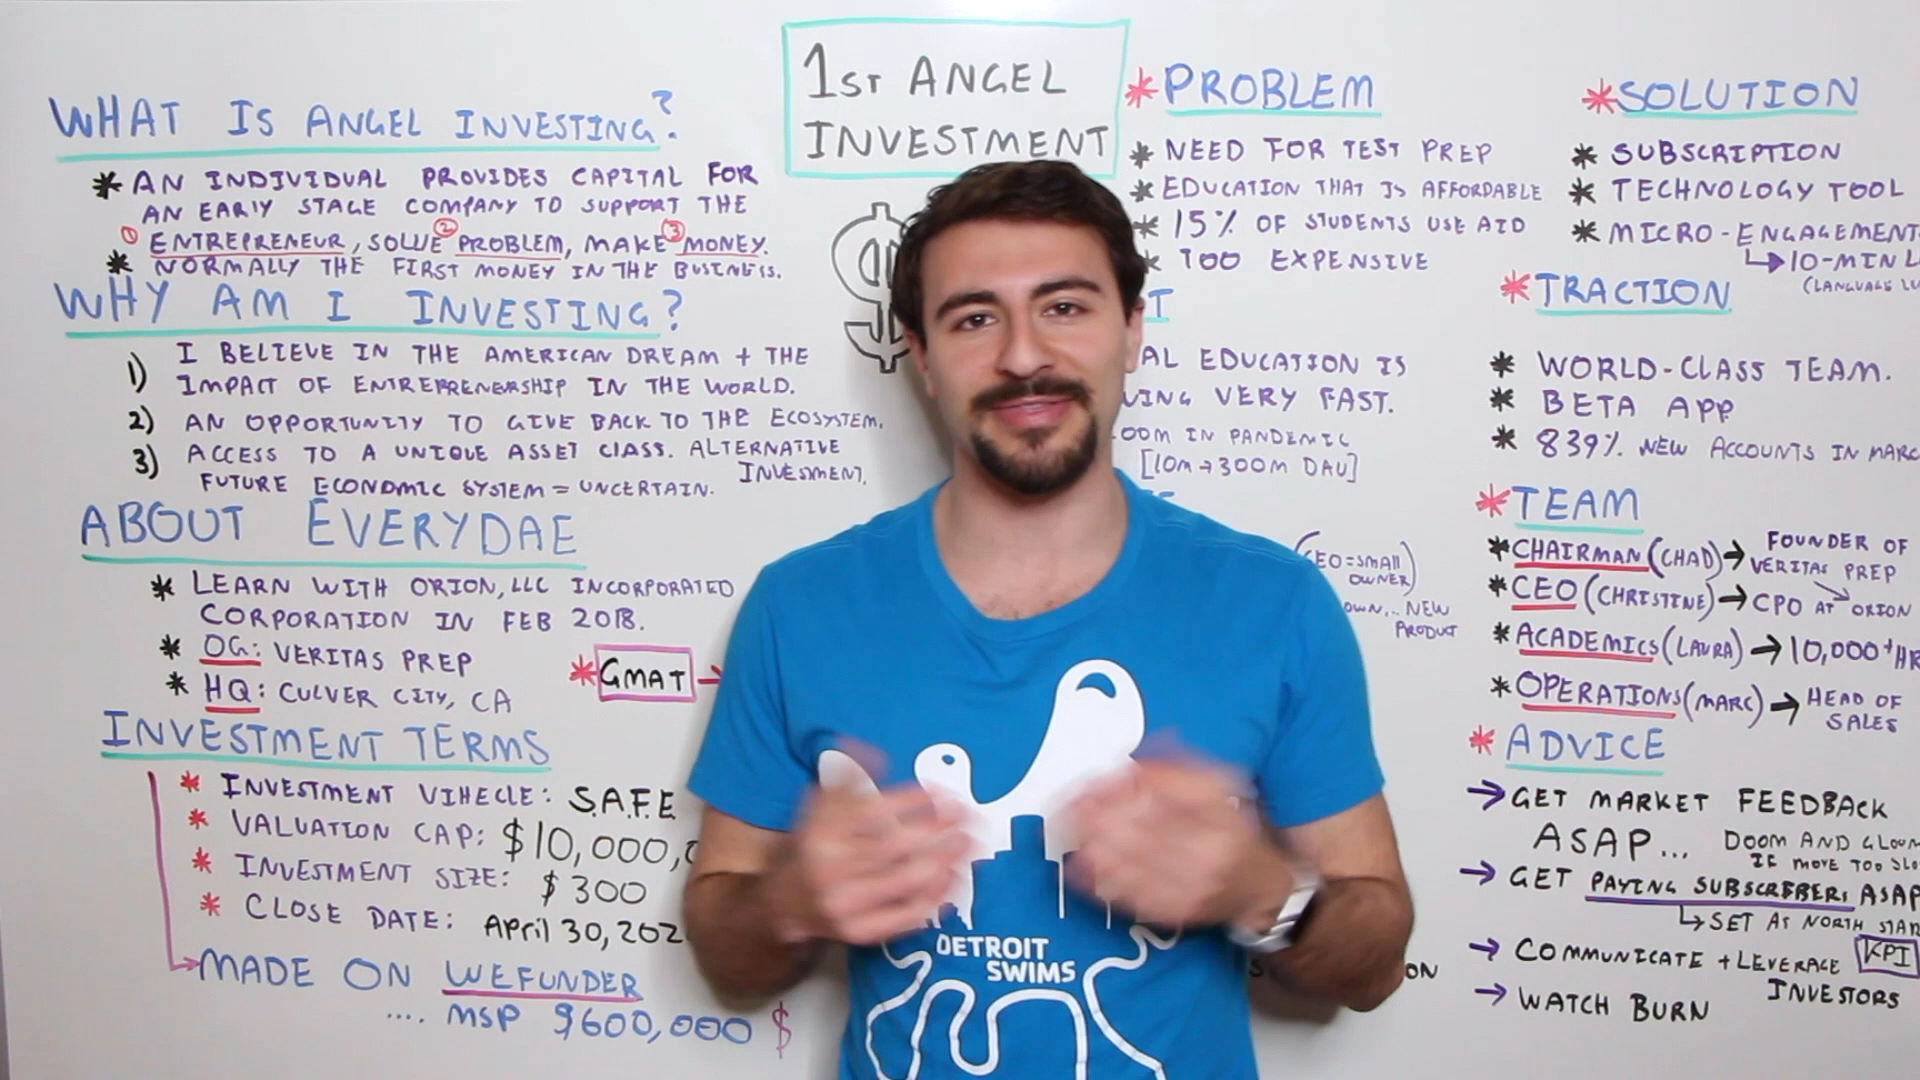 1ST ANGEL
INVESTMENT
WHAT IS ANGEL INVESTING?
* AN INDIVIDUAL PROVIDES CAPITAL FOR
AN EARLY STAGE COMPANY TO SUPPORT THE
① ENTREPRENEUR, SOLVE ② PROBLEM, MAKE ③ MONEY.
* NORMALLY THE FIRST MONEY IN THE BUSINESS.
WHY AM I INVESTING?
1) I BELIEVE IN THE AMERICAN DREAM + THE
IMPACT OF ENTREPRENERSHIP IN THE WORLD.
2) AN OPPORTUNITY TO GIVE BACK TO THE ECOSYSTEM.
3) ACCESS TO A UNIQUE ASSET CLASS. ALTERNATIVE
INVESMENT.
FUTURE ECONOMIC SYSTEM = UNCERTAIN.
ABOUT EVERYDAE
* LEARN WITH ORION, LLC INCORPORATED
CORPORATION IN FEB 2018.
* OG: VERITAS PREP
* HQ: CULVER CITY, CA
* GMAT →
INVESTMENT TERMS
* INVESTMENT VIHECLE: S.A.F.E
* VALUATION CAP: $10,000,
* INVESTMENT SIZE: $300
* CLOSE DATE: April 30, 202
MADE ON WEFUNDER
.... MSP $600,000 $
$
* PROBLEM
* NEED FOR TEST PREP
* EDUCATION THAT IS AFFORDABLE
* 15% OF STUDENTS USE AID
* TOO EXPENSIVE
T
AL EDUCATION IS
VING VERY FAST.
OOM IN PANDEMIC
[10M → 300M DAU]
(CEO = SMALL
OWNER)
OWN... NEW
PRODUCT
ON
* SOLUTION
* SUBSCRIPTION
* TECHNOLOGY TOOL
* MICRO-ENGAGEMENT
→ 10-MIN L
(LANGUAGE
* TRACTION
* WORLD-CLASS TEAM.
* BETA APP
* 839% NEW ACCOUNTS IN MARC
* TEAM
* CHAIRMAN (CHAD) → FOUNDER OF
VERITAS PREP
* CEO (CHRISTINE) → CPO AT ORION
* ACADEMICS (LAURA) → 10,000+ HR
* OPERATIONS (MARC) → HEAD OF
SALES
* ADVICE
→ GET MARKET FEEDBACK
ASAP... DOOM AND GLOOM
IF MOVE TOO SLO
→ GET PAYING SUBSCRIBERS ASAP
→ SET AS NORTH STAR
KPI
→ COMMUNICATE + LEVERAGE
INVESTORS
→ WATCH BURN
DETROIT
SWIMS